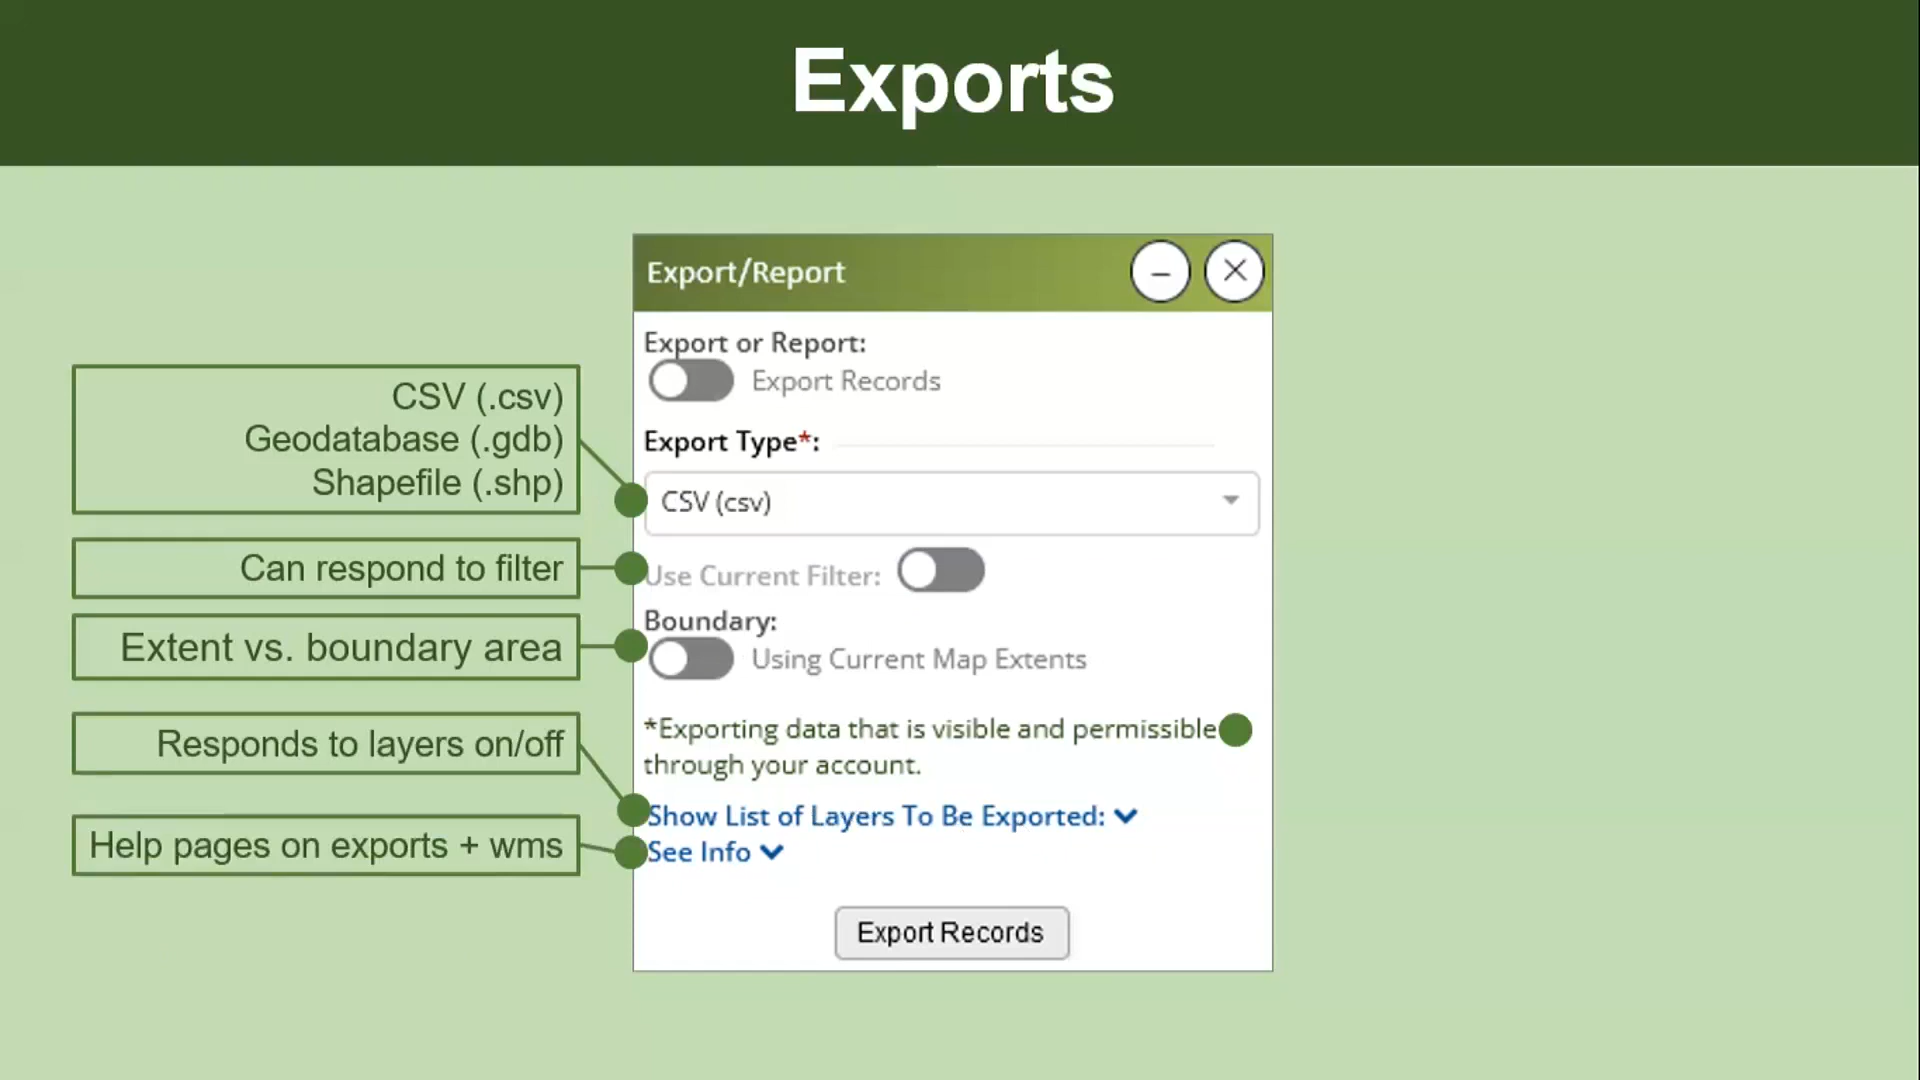 Exports
CSV (.csv)
Geodatabase (.gdb)
Shapefile (.shp)
Can respond to filter
Extent vs. boundary area
Responds to layers on/off
Help pages on exports + wms
Export/Report
Export or Report:
Export Records
Export Type*:
CSV (csv)
Use Current Filter:
Boundary:
Using Current Map Extents
*Exporting data that is visible and permissible
through your account.
Show List of Layers To Be Exported:
See Info
Export Records